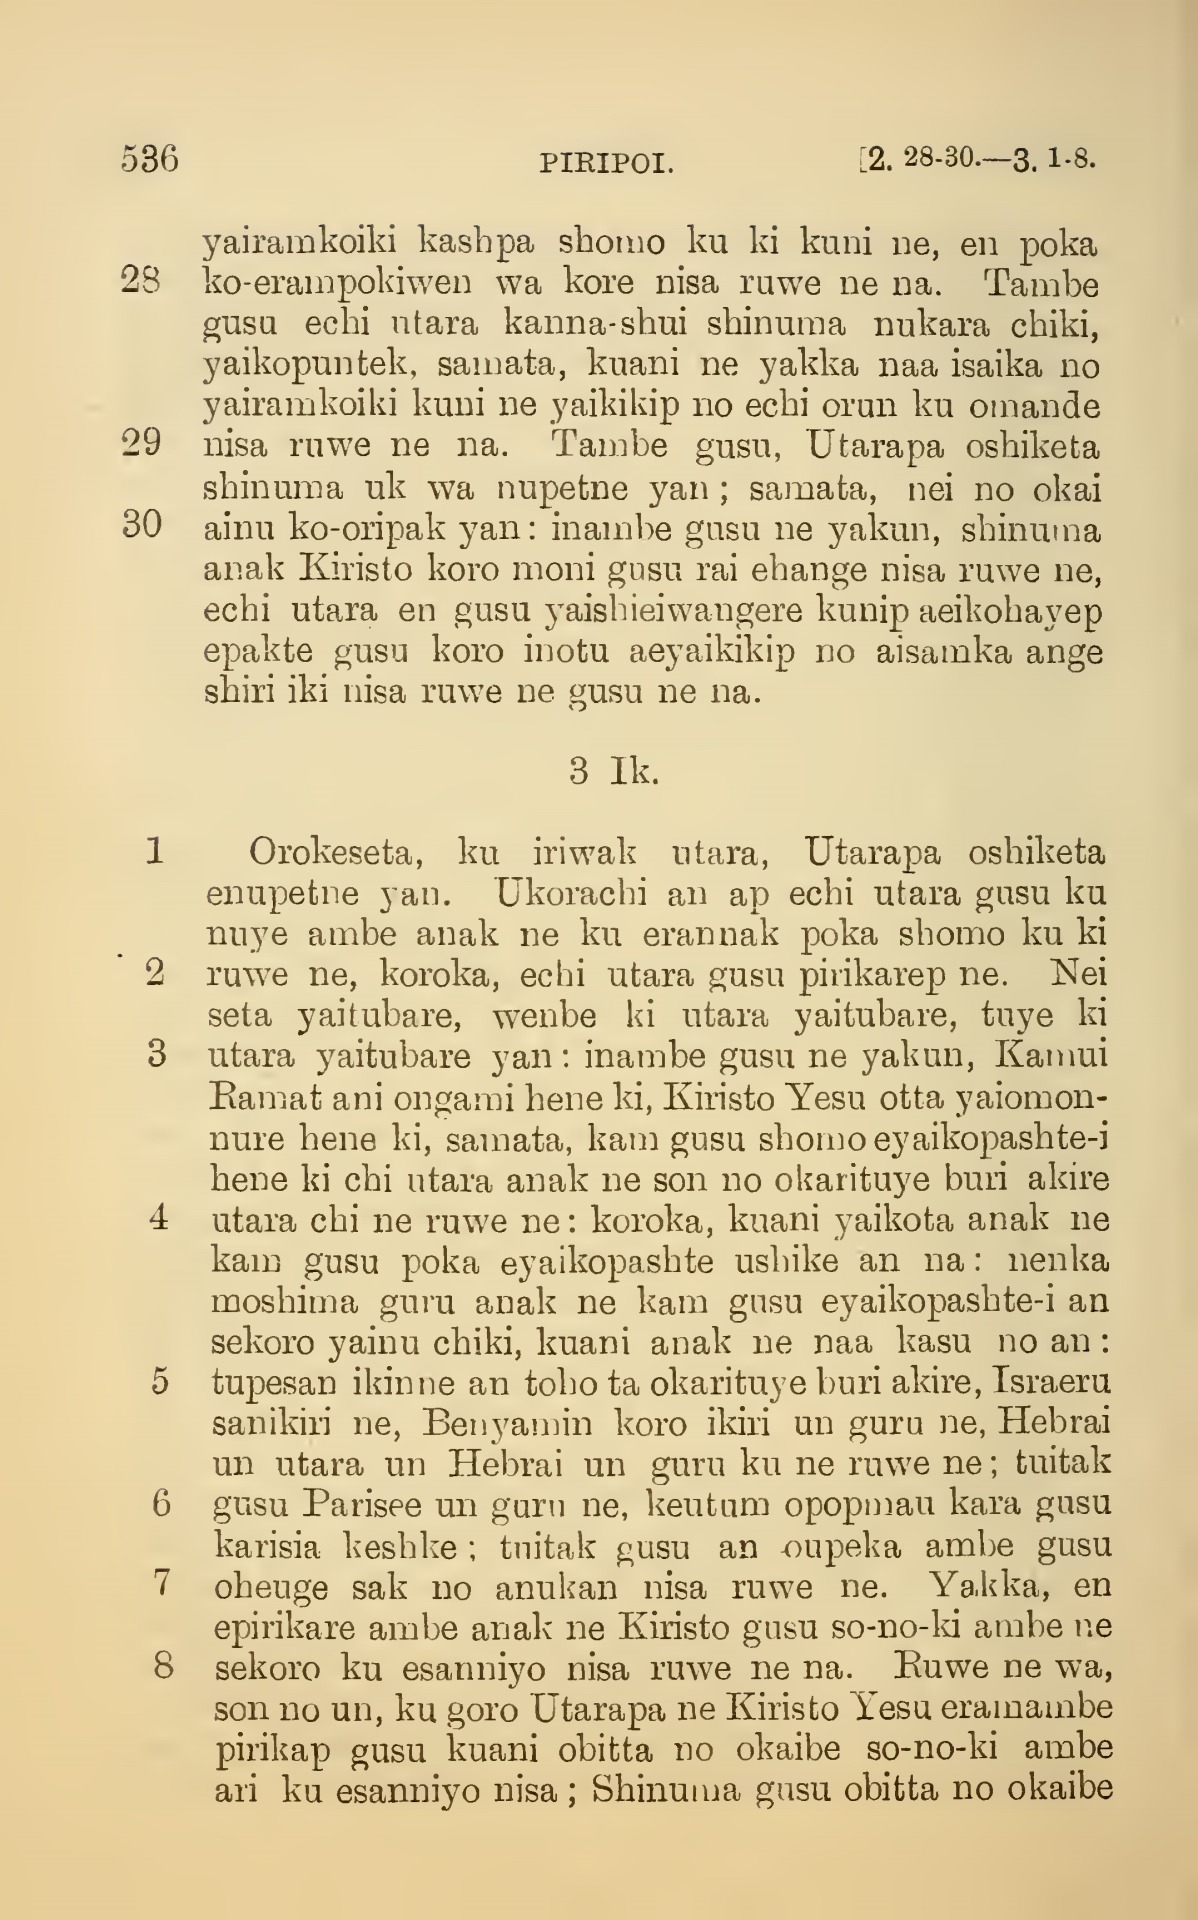 536 PIRIPOI. [2. 28-30.—3. 1-8.
yairamkoiki kashpa shomo ku ki kuni ne, en poka
28 ko-erampokiwen wa kore nisa ruwe ne na. Tambe
gusu echi utara kanna-shui shinuma nukara chiki,
yaikopuntek, samata, kuani ne yakka naa isaika no
yairamkoiki kuni ne yaikikip no echi orun ku omande
29 nisa ruwe ne na. Tambe gusu, Utarapa oshiketa
shinuma uk wa nupetne yan; samata, nei no okai
30 ainu ko-oripak yan: inambe gusu ne yakun, shinuma
anak Kiristo koro moni gusu rai ehange nisa ruwe ne,
echi utara en gusu yaishieiwangere kunip aeikohayep
epakte gusu koro inotu aeyaikikip no aisamka ange
shiri iki nisa ruwe ne gusu ne na.
3 Ik.
1 Orokeseta, ku iriwak utara, Utarapa oshiketa
enupetne yan. Ukorachi an ap echi utara gusu ku
nuye ambe anak ne ku erannak poka shomo ku ki
2 ruwe ne, koroka, echi utara gusu pirikarep ne. Nei
seta yaitubare, wenbe ki utara yaitubare, tuye ki
3 utara yaitubare yan: inambe gusu ne yakun, Kamui
Ramat ani ongami hene ki, Kiristo Yesu otta yaiomon-
nure hene ki, samata, kam gusu shomo eyaikopashte-i
hene ki chi utara anak ne son no okarituye buri akire
4 utara chi ne ruwe ne: koroka, kuani yaikota anak ne
kam gusu poka eyaikopashte ushike an na: nenka
moshima guru anak ne kam gusu eyaikopashte-i an
sekoro yainu chiki, kuani anak ne naa kasu no an:
5 tupesan ikinne an toho ta okarituye buri akire, Israeru
sanikiri ne, Benyamin koro ikiri un guru ne, Hebrai
un utara un Hebrai un guru ku ne ruwe ne; tuitak
6 gusu Parisee un guru ne, keutum opopmau kara gusu
karisia keshke; tuitak gusu an oupeka ambe gusu
7 oheuge sak no anukan nisa ruwe ne. Yakka, en
epirikare ambe anak ne Kiristo gusu so-no-ki ambe ne
8 sekoro ku esanniyo nisa ruwe ne na. Ruwe ne wa,
son no un, ku goro Utarapa ne Kiristo Yesu eramambe
pirikap gusu kuani obitta no okaibe so-no-ki ambe
ari ku esanniyo nisa; Shinuma gusu obitta no okaibe